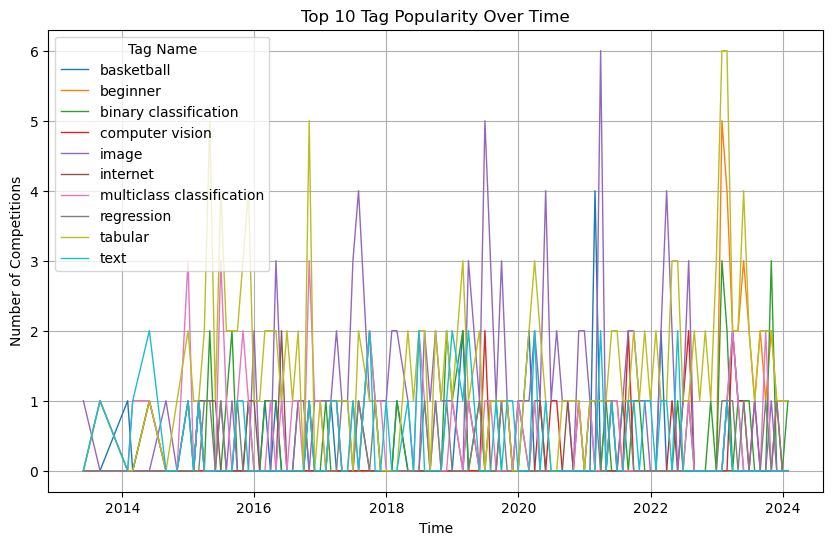 Top 10 Tag Popularity Over Time
Number of Competitions
6
5
4
3
2
1
0
Tag Name
basketball
beginner
binary classification
computer vision
image
internet
multiclass classification
regression
tabular
text
2014
2016
2018
2020
2022
2024
Time